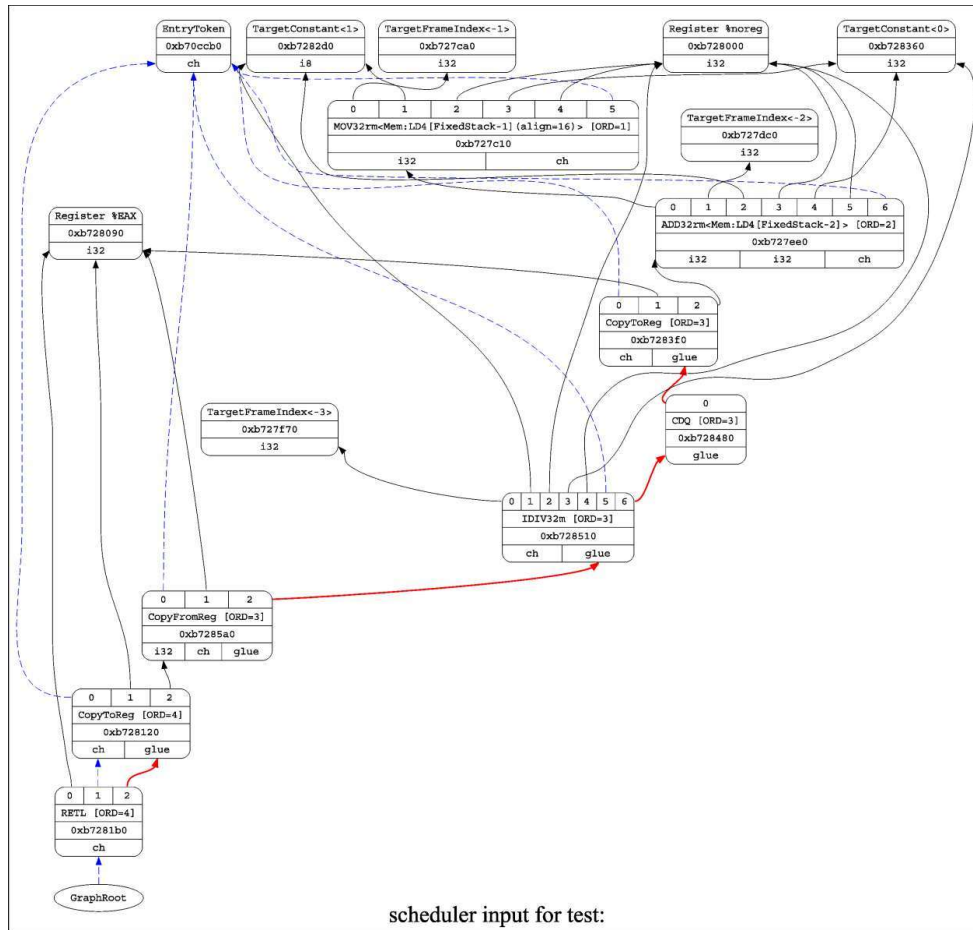 EntryToken
0xb70ccb0
ch
TargetConstant<1>
0xb7282d0
i8
TargetFrameIndex<-1>
0xb727ca0
i32
Register %noreg
0xb728000
i32
TargetConstant<0>
0xb728360
i32
0 1 2 3 4 5
MOV32rm<Mem:LD4[FixedStack-1](align=16)> [ORD=1]
0xb727c10
i32 ch
TargetFrameIndex<-2>
0xb727dc0
i32
0 1 2 3 4 5 6
ADD32rm<Mem:LD4[FixedStack-2]> [ORD=2]
0xb727ee0
i32 i32 ch
Register %EAX
0xb728090
i32
0 1 2
CopyToReg [ORD=3]
0xb7283f0
ch glue
TargetFrameIndex<-3>
0xb727f70
i32
0
CDQ [ORD=3]
0xb728480
glue
0 1 2 3 4 5 6
IDIV32m [ORD=3]
0xb728510
ch glue
0 1 2
CopyFromReg [ORD=3]
0xb7285a0
i32 ch glue
0 1 2
CopyToReg [ORD=4]
0xb728120
ch glue
0 1 2
RETL [ORD=4]
0xb7281b0
ch
GraphRoot
scheduler input for test: